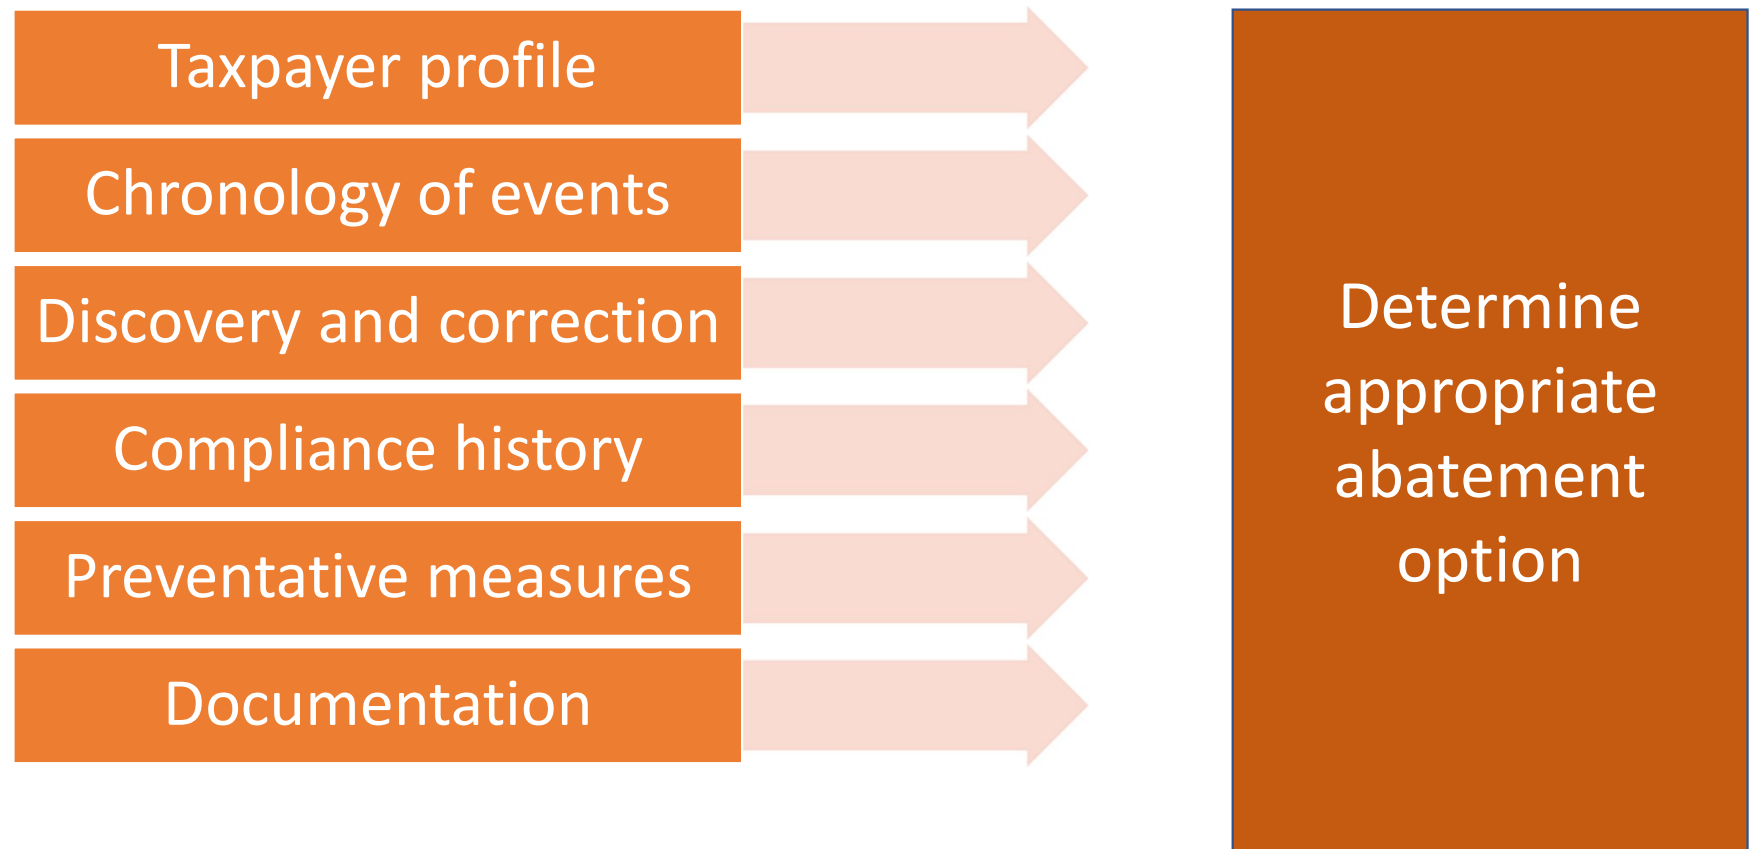 Taxpayer profile
Chronology of events
Discovery and correction
Compliance history
Preventative measures
Documentation
Determine
appropriate
abatement
option